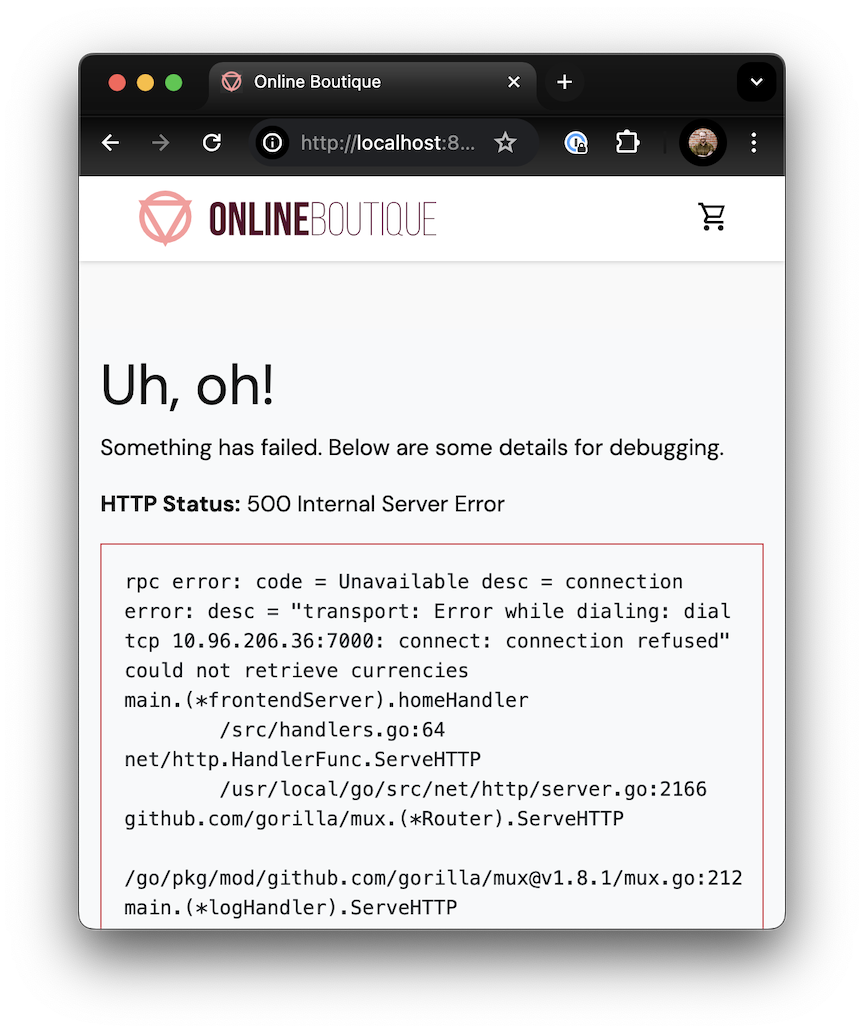 Online Boutique
http://localhost:8...
ONLINEBOUTIQUE
Uh, oh!
Something has failed. Below are some details for debugging.
HTTP Status: 500 Internal Server Error
rpc error: code = Unavailable desc = connection
error: desc = "transport: Error while dialing: dial
tcp 10.96.206.36:7000: connect: connection refused"
could not retrieve currencies
main.(*frontendServer).homeHandler
        /src/handlers.go:64
net/http.HandlerFunc.ServeHTTP
        /usr/local/go/src/net/http/server.go:2166
github.com/gorilla/mux.(*Router).ServeHTTP
/go/pkg/mod/github.com/gorilla/mux@v1.8.1/mux.go:212
main.(*logHandler).ServeHTTP